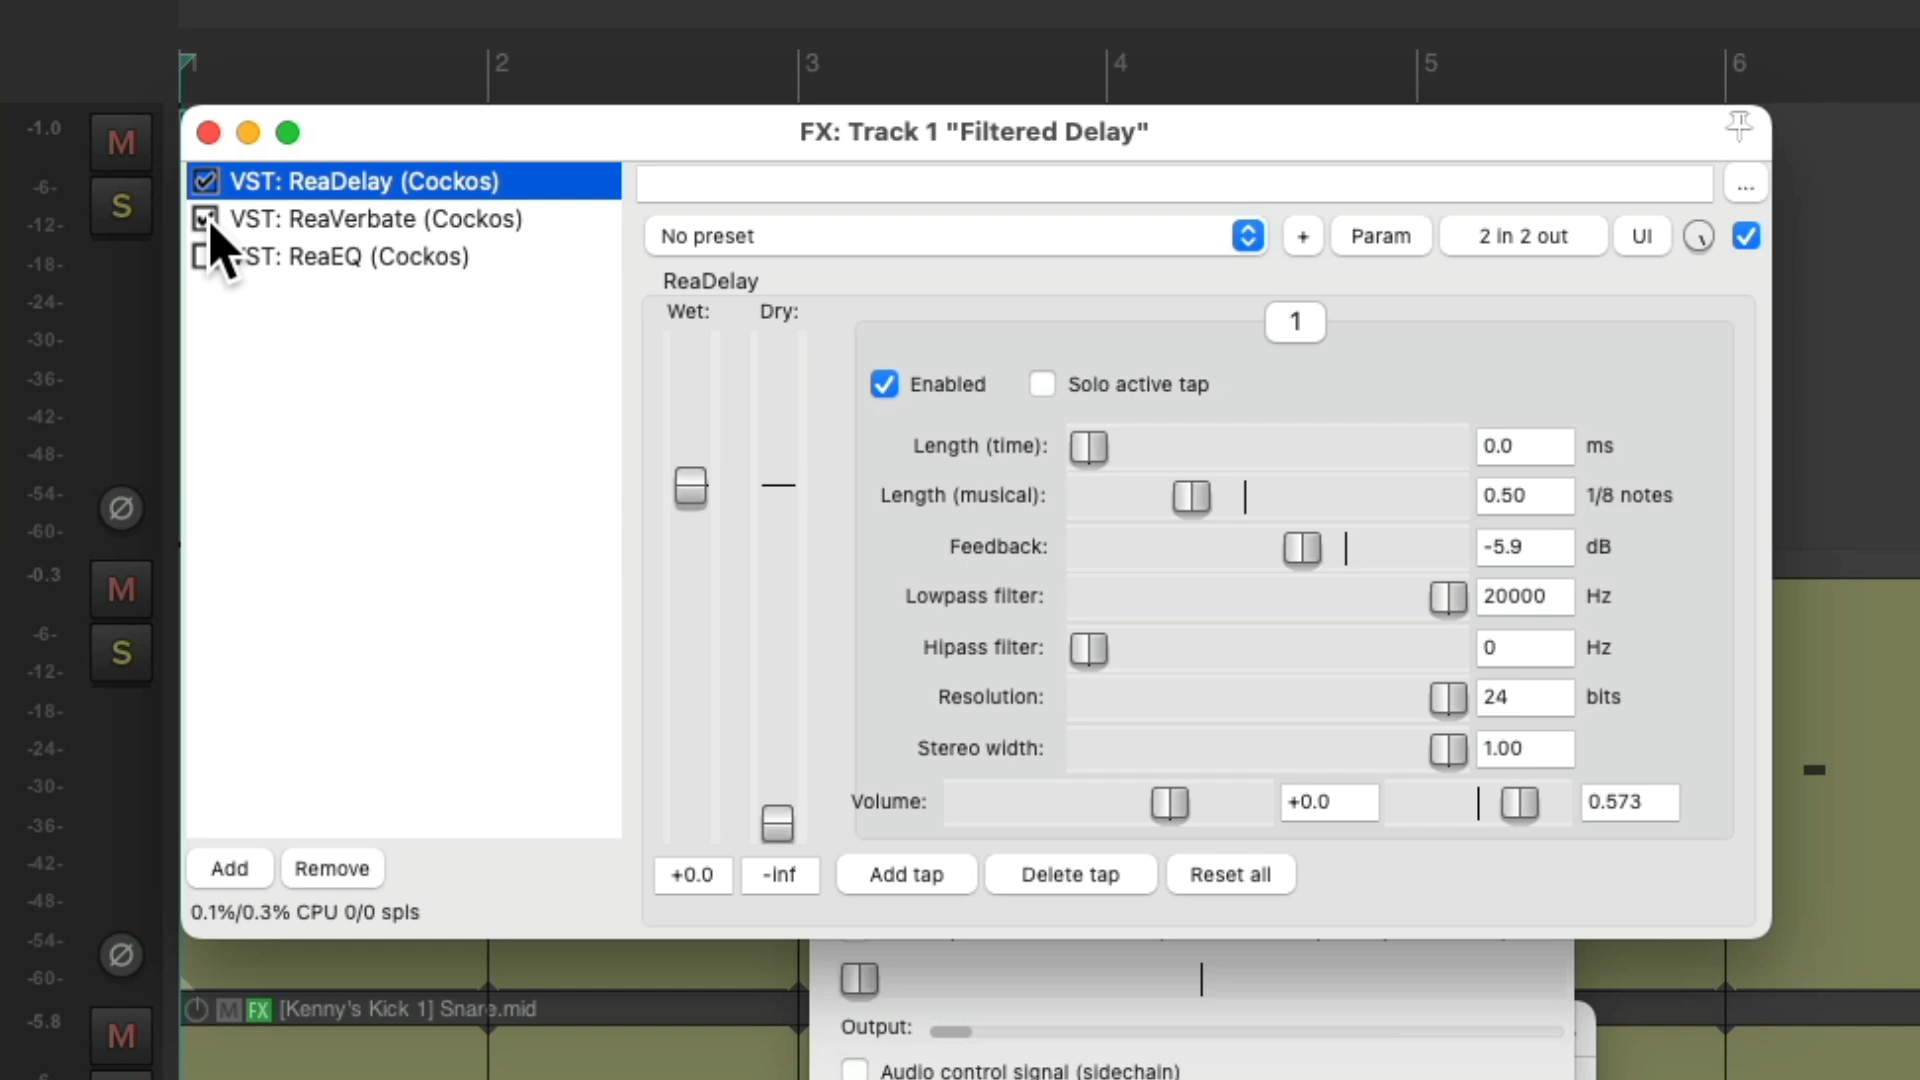 1 2 3 4 5 6
-1.0
M
-6-
S
-12-
-18-
-24-
-30-
-36-
-42-
-48-
-54-
Ø
-60-
-0.3
M
-6-
S
-12-
-18-
-24-
-30-
-36-
-42-
-48-
-54-
Ø
-60-
-5.8
M
FX: Track 1 "Filtered Delay"
VST: ReaDelay (Cockos)
VST: ReaVerbate (Cockos)
ST: ReaEQ (Cockos)
Add Remove
0.1%/0.3% CPU 0/0 spls
...
No preset + Param 2 in 2 out UI
ReaDelay
Wet: Dry:
+0.0 -inf
1
Enabled Solo active tap
Length (time): 0.0 ms
Length (musical): 0.50 1/8 notes
Feedback: -5.9 dB
Lowpass filter: 20000 Hz
Hipass filter: 0 Hz
Resolution: 24 bits
Stereo width: 1.00
Volume: +0.0 0.573
Add tap Delete tap Reset all
M FX [Kenny's Kick 1] Snare.mid
Output:
Audio control signal (sidechain)